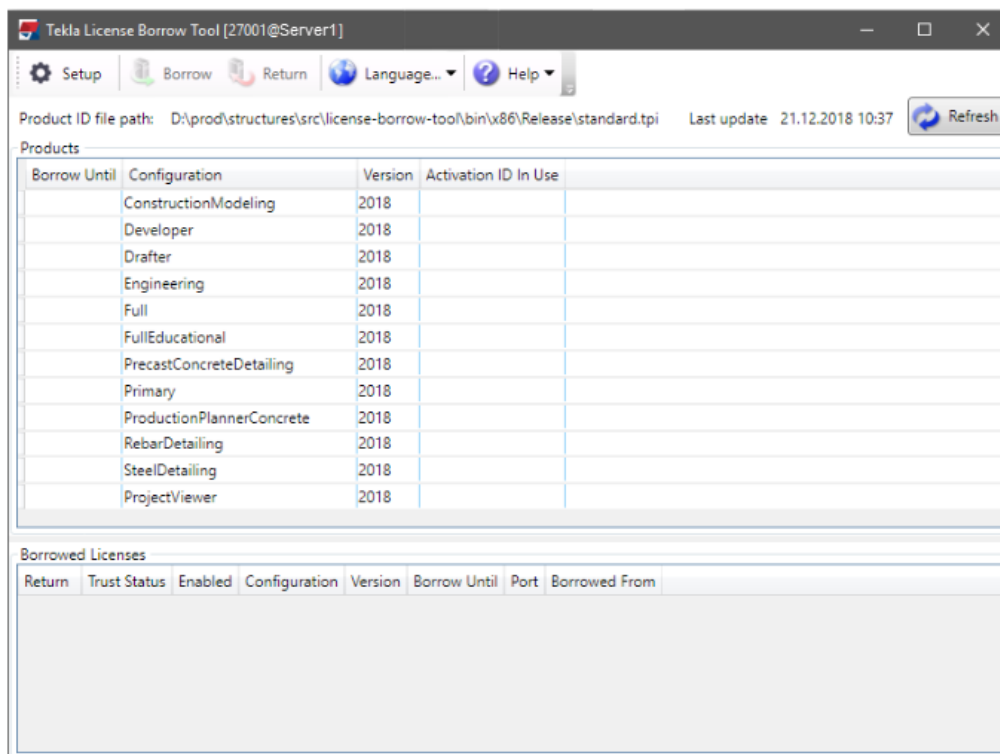 Tekla License Borrow Tool [27001@Server1]
Setup Borrow Return Language... Help
Product ID file path: D:\prod\structures\src\license-borrow-tool\bin\x86\Release\standard.tpi Last update 21.12.2018 10:37 Refresh
Products
Borrow Until Configuration Version Activation ID In Use
ConstructionModeling 2018
Developer 2018
Drafter 2018
Engineering 2018
Full 2018
FullEducational 2018
PrecastConcreteDetailing 2018
Primary 2018
ProductionPlannerConcrete 2018
RebarDetailing 2018
SteelDetailing 2018
ProjectViewer 2018
Borrowed Licenses
Return Trust Status Enabled Configuration Version Borrow Until Port Borrowed From